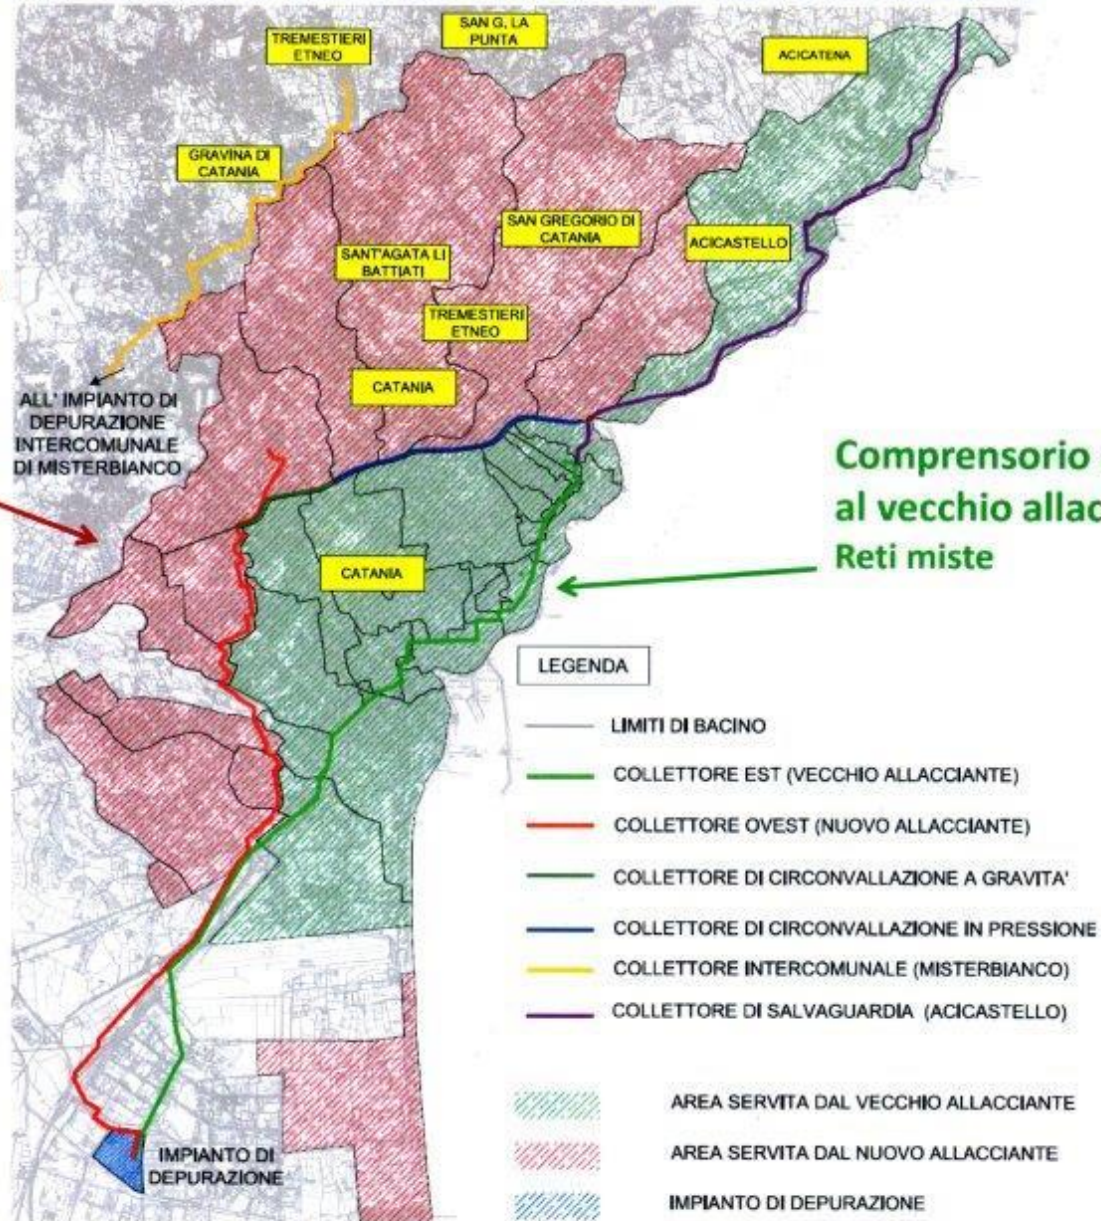 TREMESTIERI
ETNEO
SAN G. LA
PUNTA
ACICATENA
GRAVINA DI
CATANIA
SANT'AGATA LI
BATTIATI
SAN GREGORIO DI
CATANIA
ACICASTELLO
TREMESTIERI
ETNEO
CATANIA
ALL' IMPIANTO DI
DEPURAZIONE
INTERCOMUNALE
DI MISTERBIANCO
Comprensorio
al vecchio allac
Reti miste
CATANIA
LEGENDA
LIMITI DI BACINO
COLLETTORE EST (VECCHIO ALLACCIANTE)
COLLETTORE OVEST (NUOVO ALLACCIANTE)
COLLETTORE DI CIRCONVALLAZIONE A GRAVITA'
COLLETTORE DI CIRCONVALLAZIONE IN PRESSIONE
COLLETTORE INTERCOMUNALE (MISTERBIANCO)
COLLETTORE DI SALVAGUARDIA (ACICASTELLO)
AREA SERVITA DAL VECCHIO ALLACCIANTE
AREA SERVITA DAL NUOVO ALLACCIANTE
IMPIANTO DI DEPURAZIONE
IMPIANTO DI
DEPURAZIONE